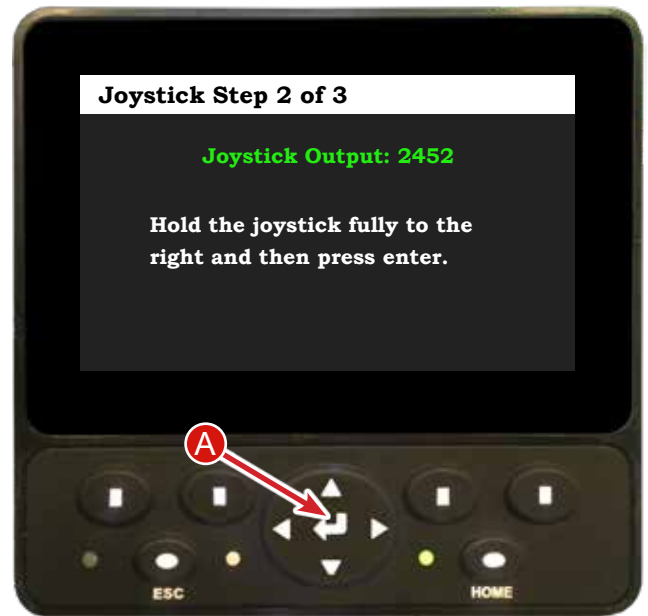 Joystick Step 2 of 3
Joystick Output: 2452
Hold the joystick fully to the
right and then press enter.
A
ESC
HOME